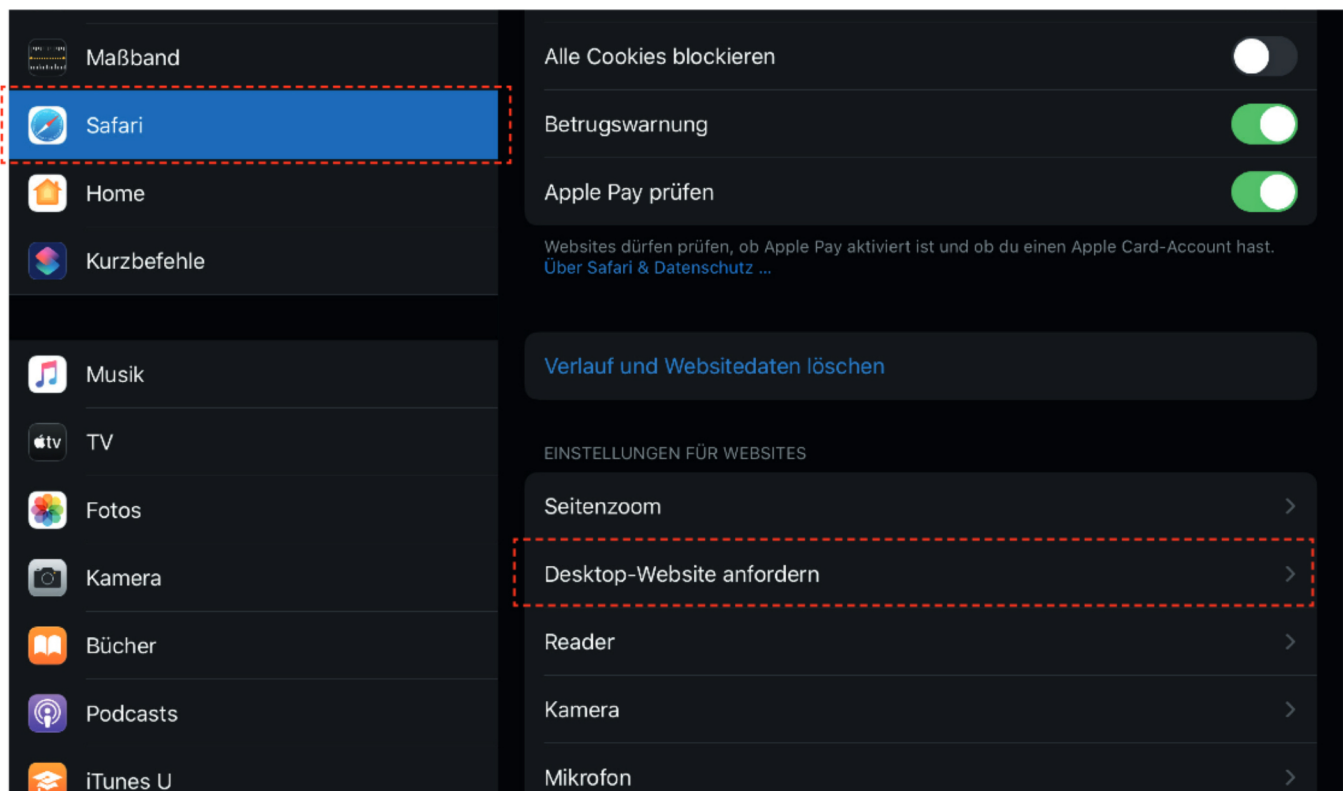 Maßband
Safari
Home
Kurzbefehle
Musik
tv
TV
Fotos
Kamera
Bücher
Podcasts
iTunes U
Alle Cookies blockieren
Betrugswarnung
Apple Pay prüfen
Websites dürfen prüfen, ob Apple Pay aktiviert ist und ob du einen Apple Card-Account hast.
Über Safari & Datenschutz ...
Verlauf und Websitedaten löschen
EINSTELLUNGEN FÜR WEBSITES
Seitenzoom
Desktop-Website anfordern
Reader
Kamera
Mikrofon